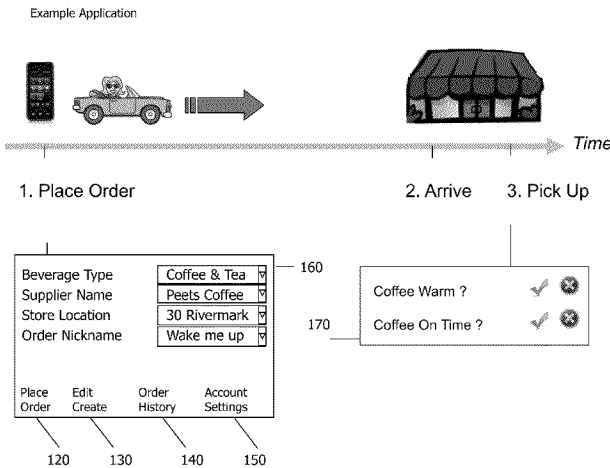 Example Application
Time
1. Place Order
2. Arrive
3. Pick Up
Beverage Type Coffee & Tea
160
Supplier Name Peets Coffee
Store Location 30 Rivermark
Order Nickname Wake me up
Coffee Warm ?
170
Coffee On Time ?
Place Order
Edit Create
Order History
Account Settings
120 130 140 150